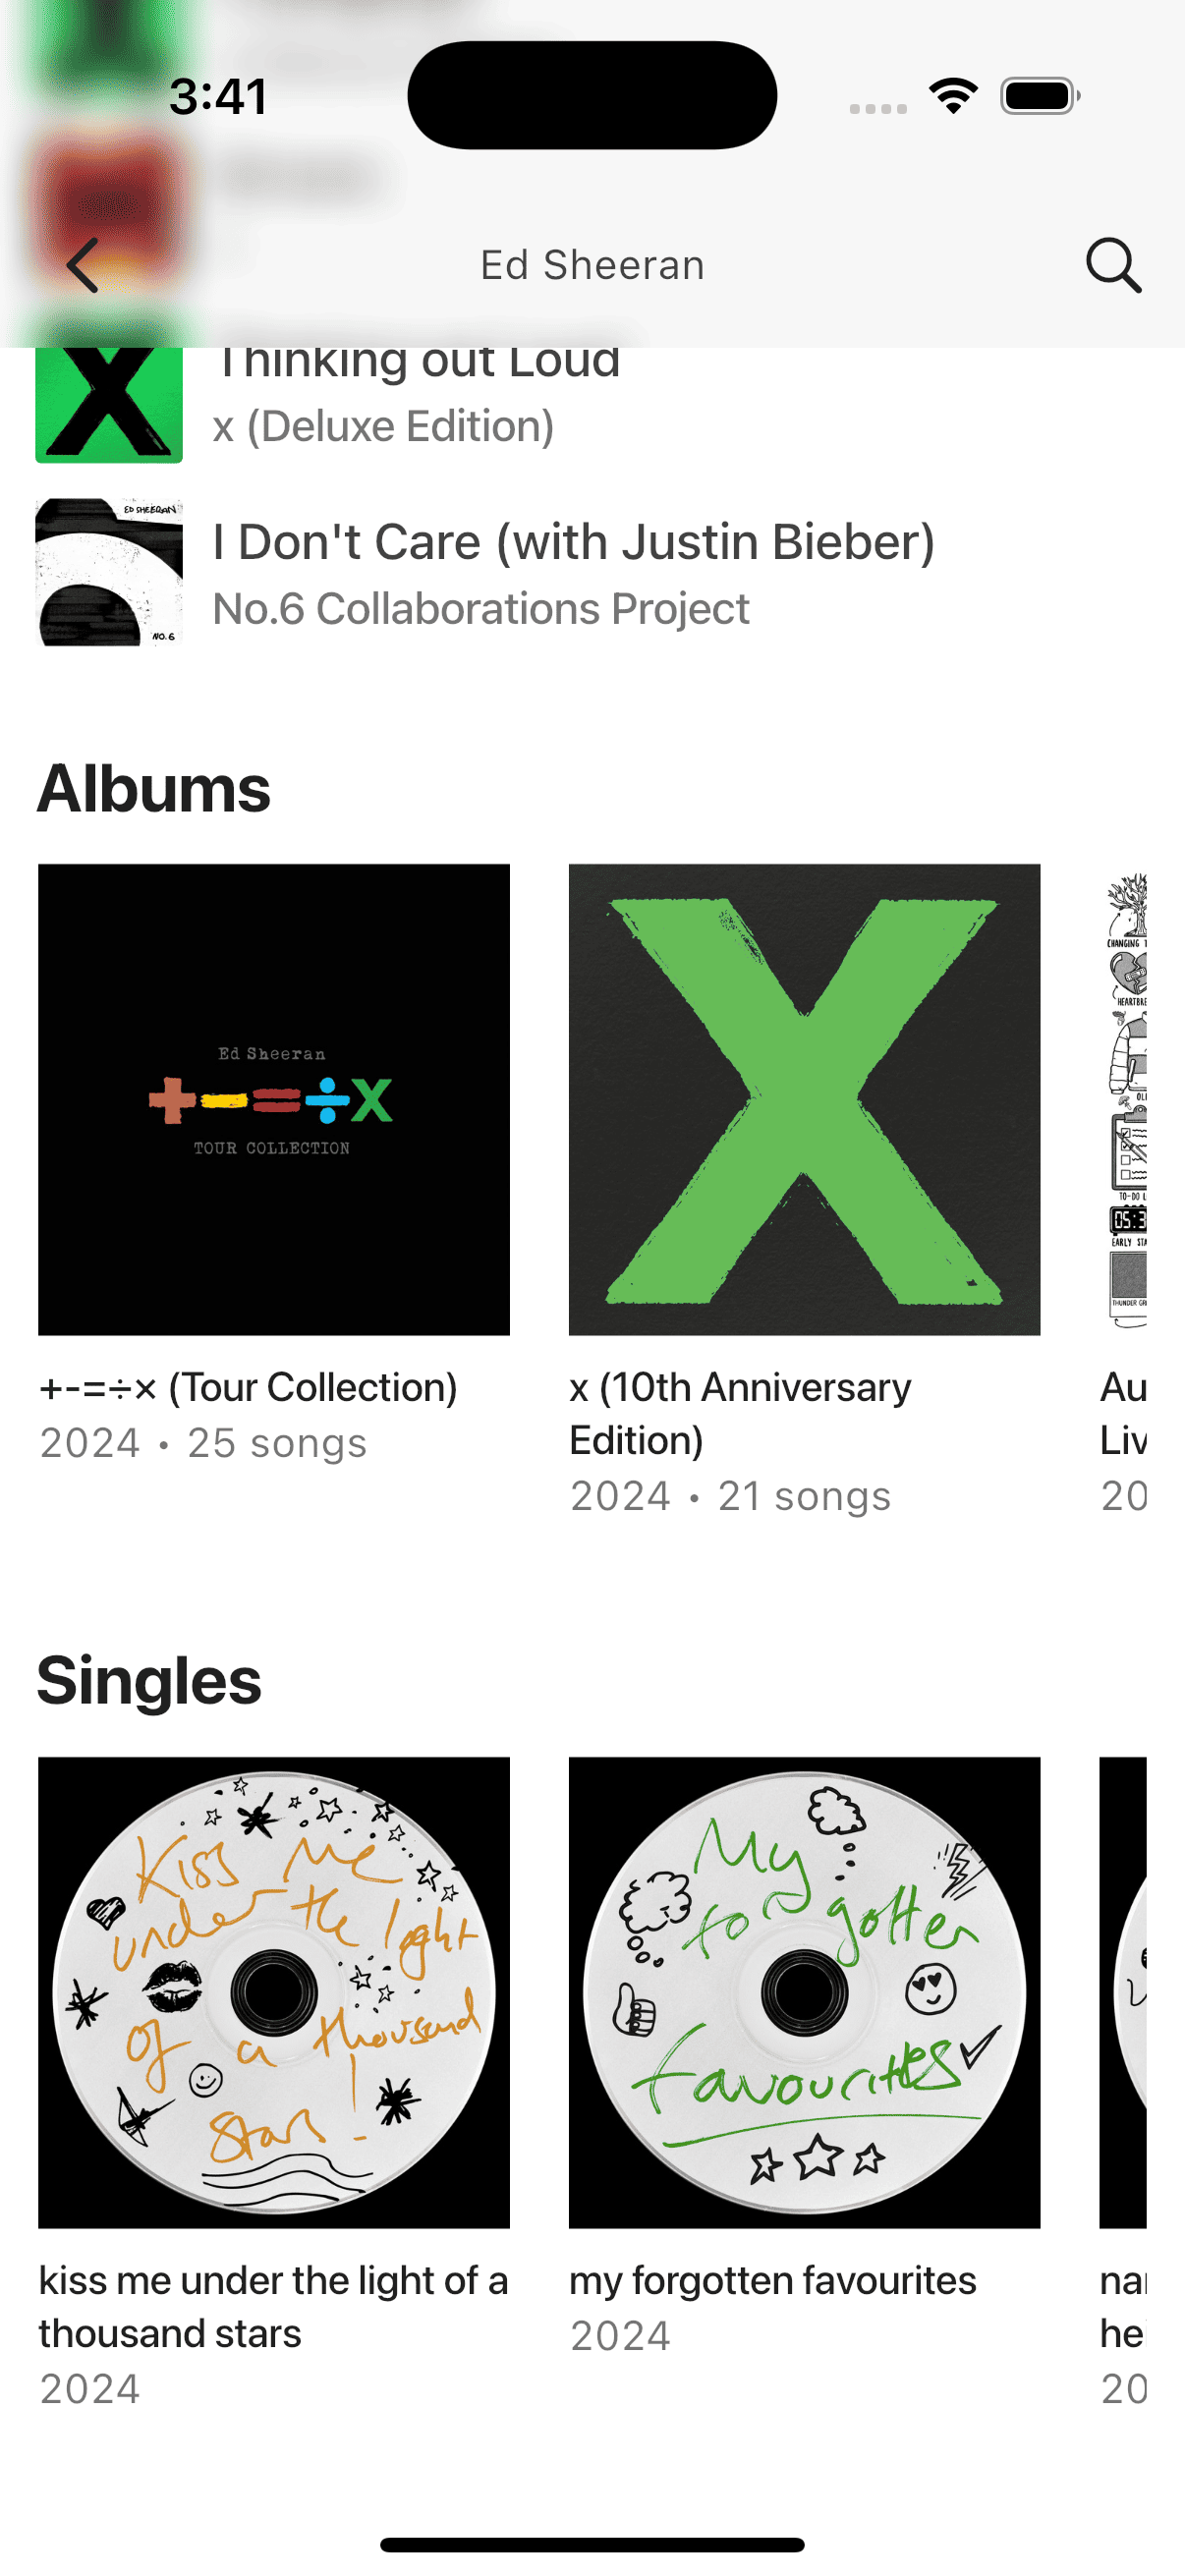 3:41
Ed Sheeran
Thinking out Loud
x (Deluxe Edition)
ED SHEERAN
NO.6
I Don't Care (with Justin Bieber)
No.6 Collaborations Project
Albums
Ed Sheeran
+-=÷x
TOUR COLLECTION
X
CHANGING T
HEARTBRE
OL
TO-DO L
05:3
EARLY STA
THUNDER GR
+-=÷× (Tour Collection)
2024 • 25 songs
x (10th Anniversary
Edition)
2024 • 21 songs
Au
Liv
20
Singles
Kiss me
under the light
of a thousand
stars!
My
forgotten
favourites
kiss me under the light of a
thousand stars
2024
my forgotten favourites
2024
he
20